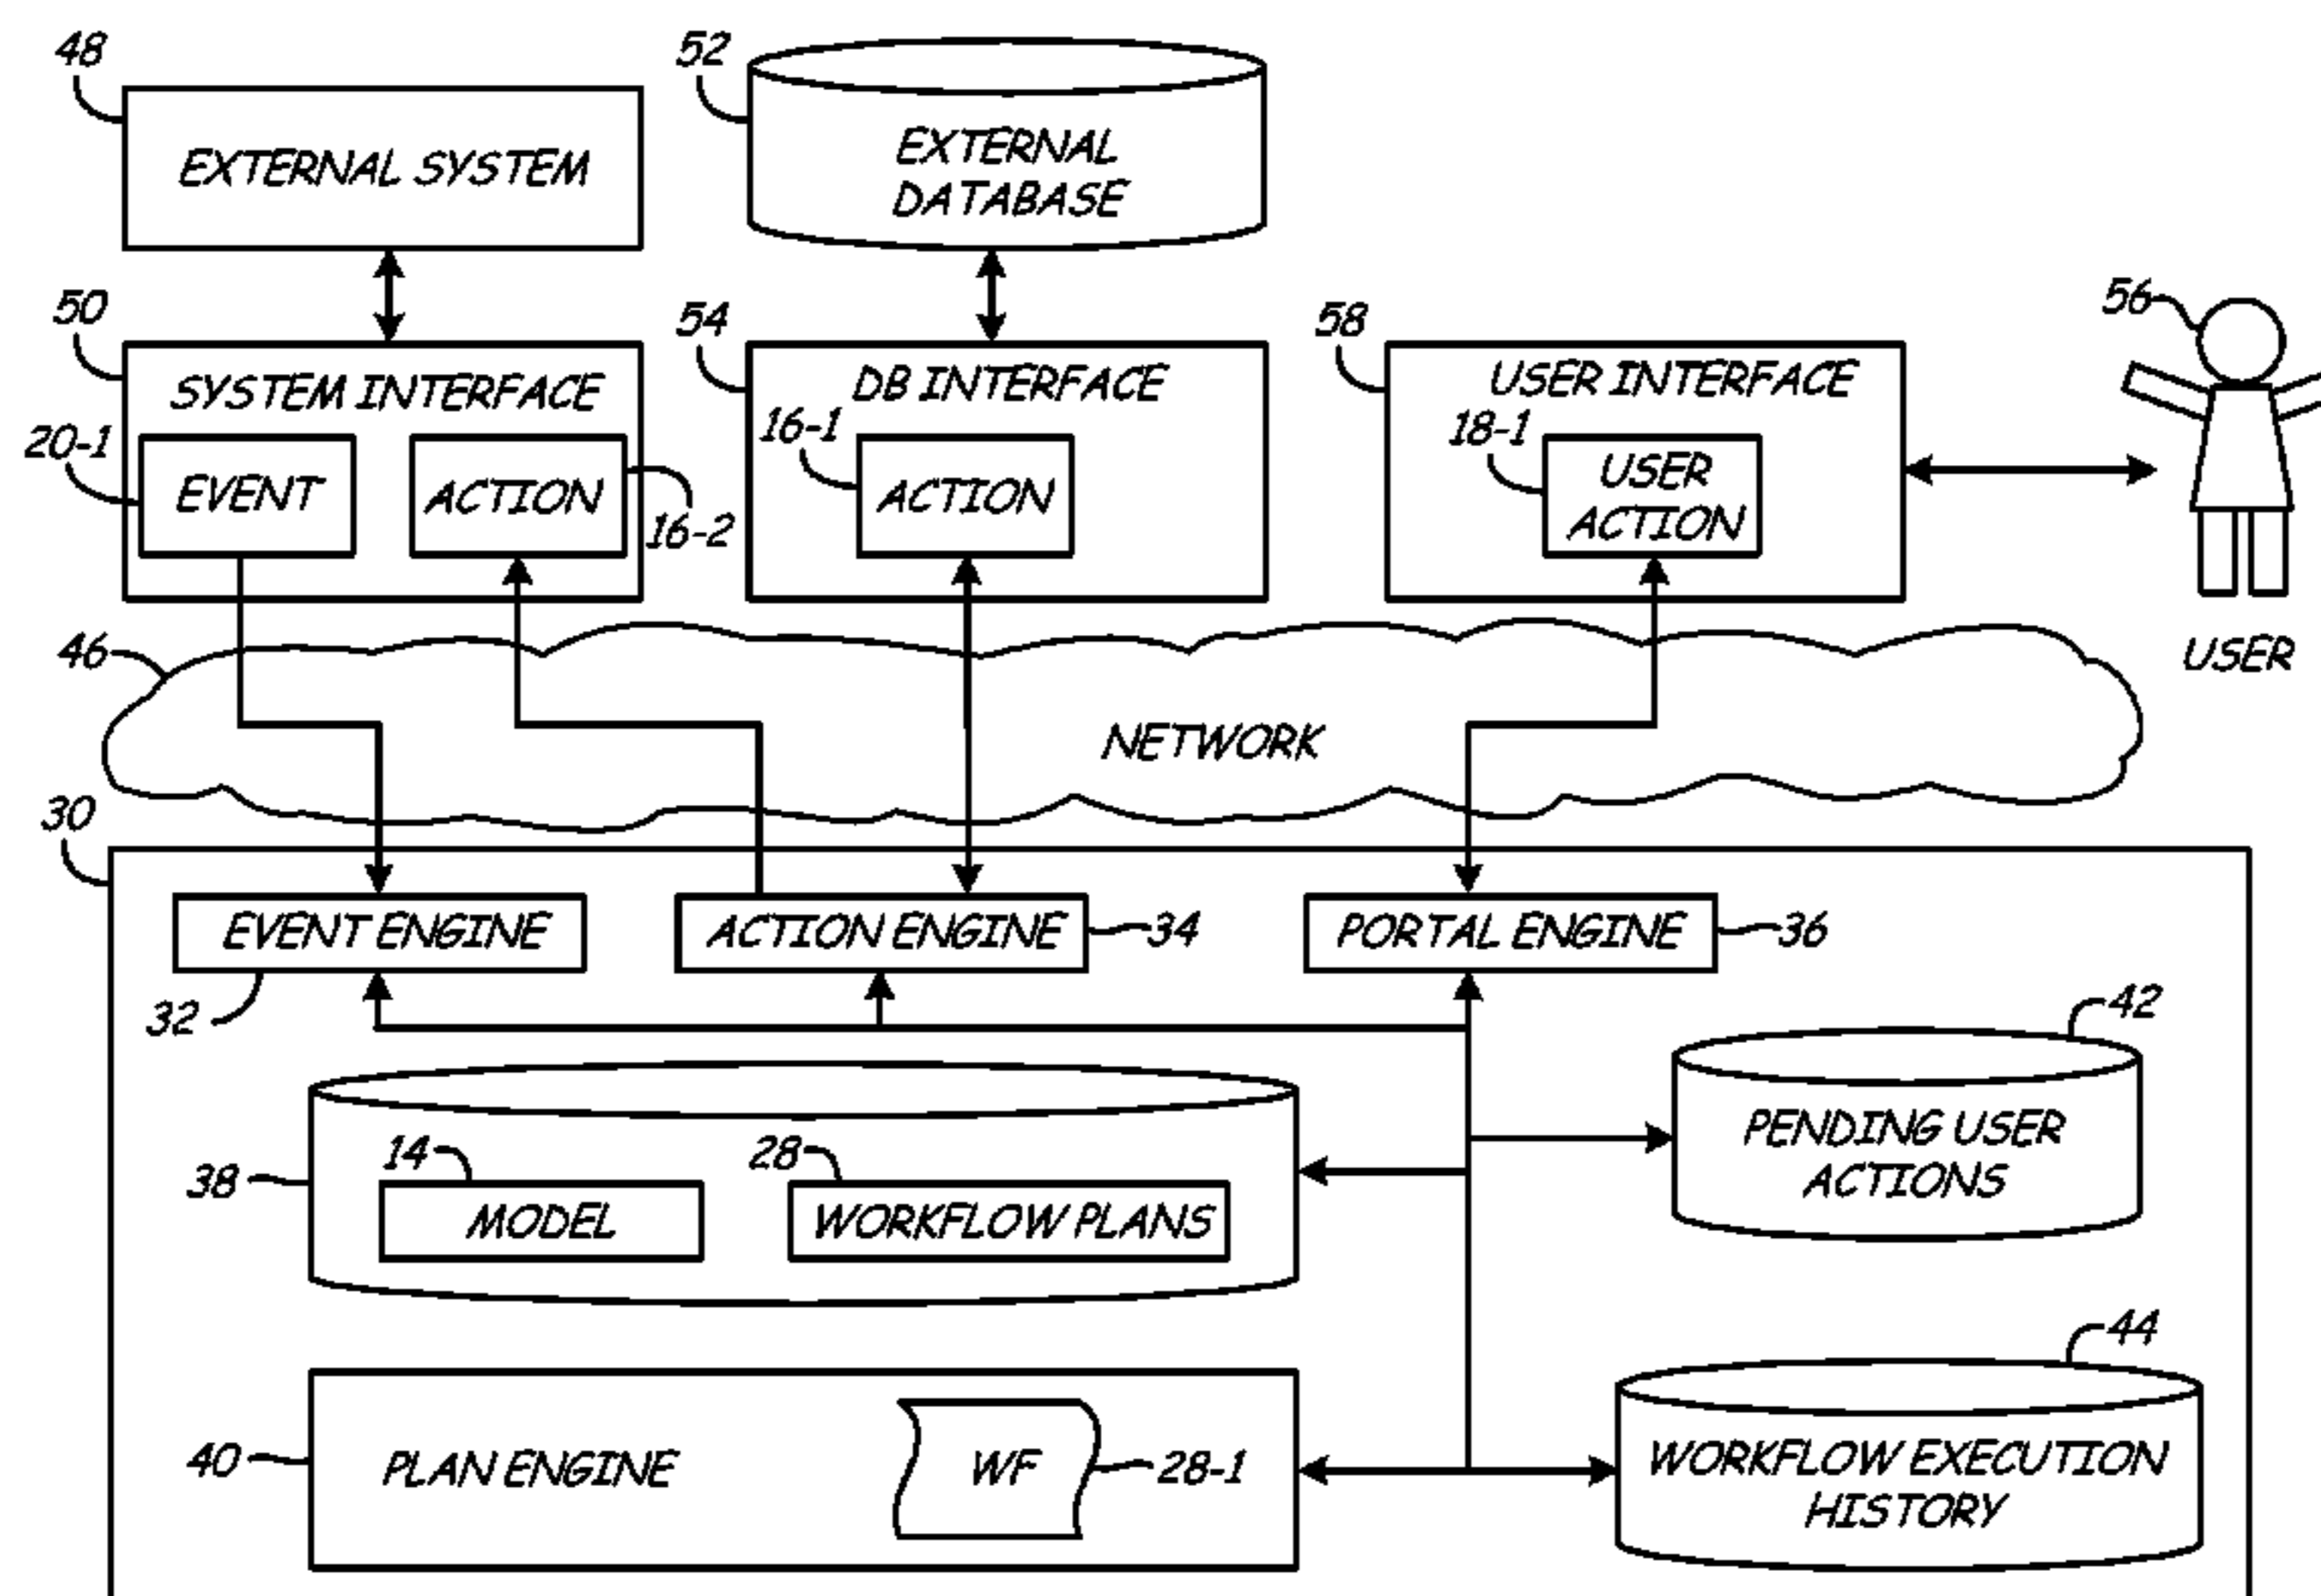 48
52
EXTERNAL SYSTEM
EXTERNAL
DATABASE
50
54
58
56
SYSTEM INTERFACE
DB INTERFACE
USER INTERFACE
20-1
EVENT
ACTION
16-2
16-1
ACTION
18-1
USER
ACTION
46
NETWORK
USER
30
EVENT ENGINE
ACTION ENGINE
34
PORTAL ENGINE
36
32
42
PENDING USER
ACTIONS
14
28
38
MODEL
WORKFLOW PLANS
44
40
PLAN ENGINE
WF
28-1
WORKFLOW EXECUTION
HISTORY